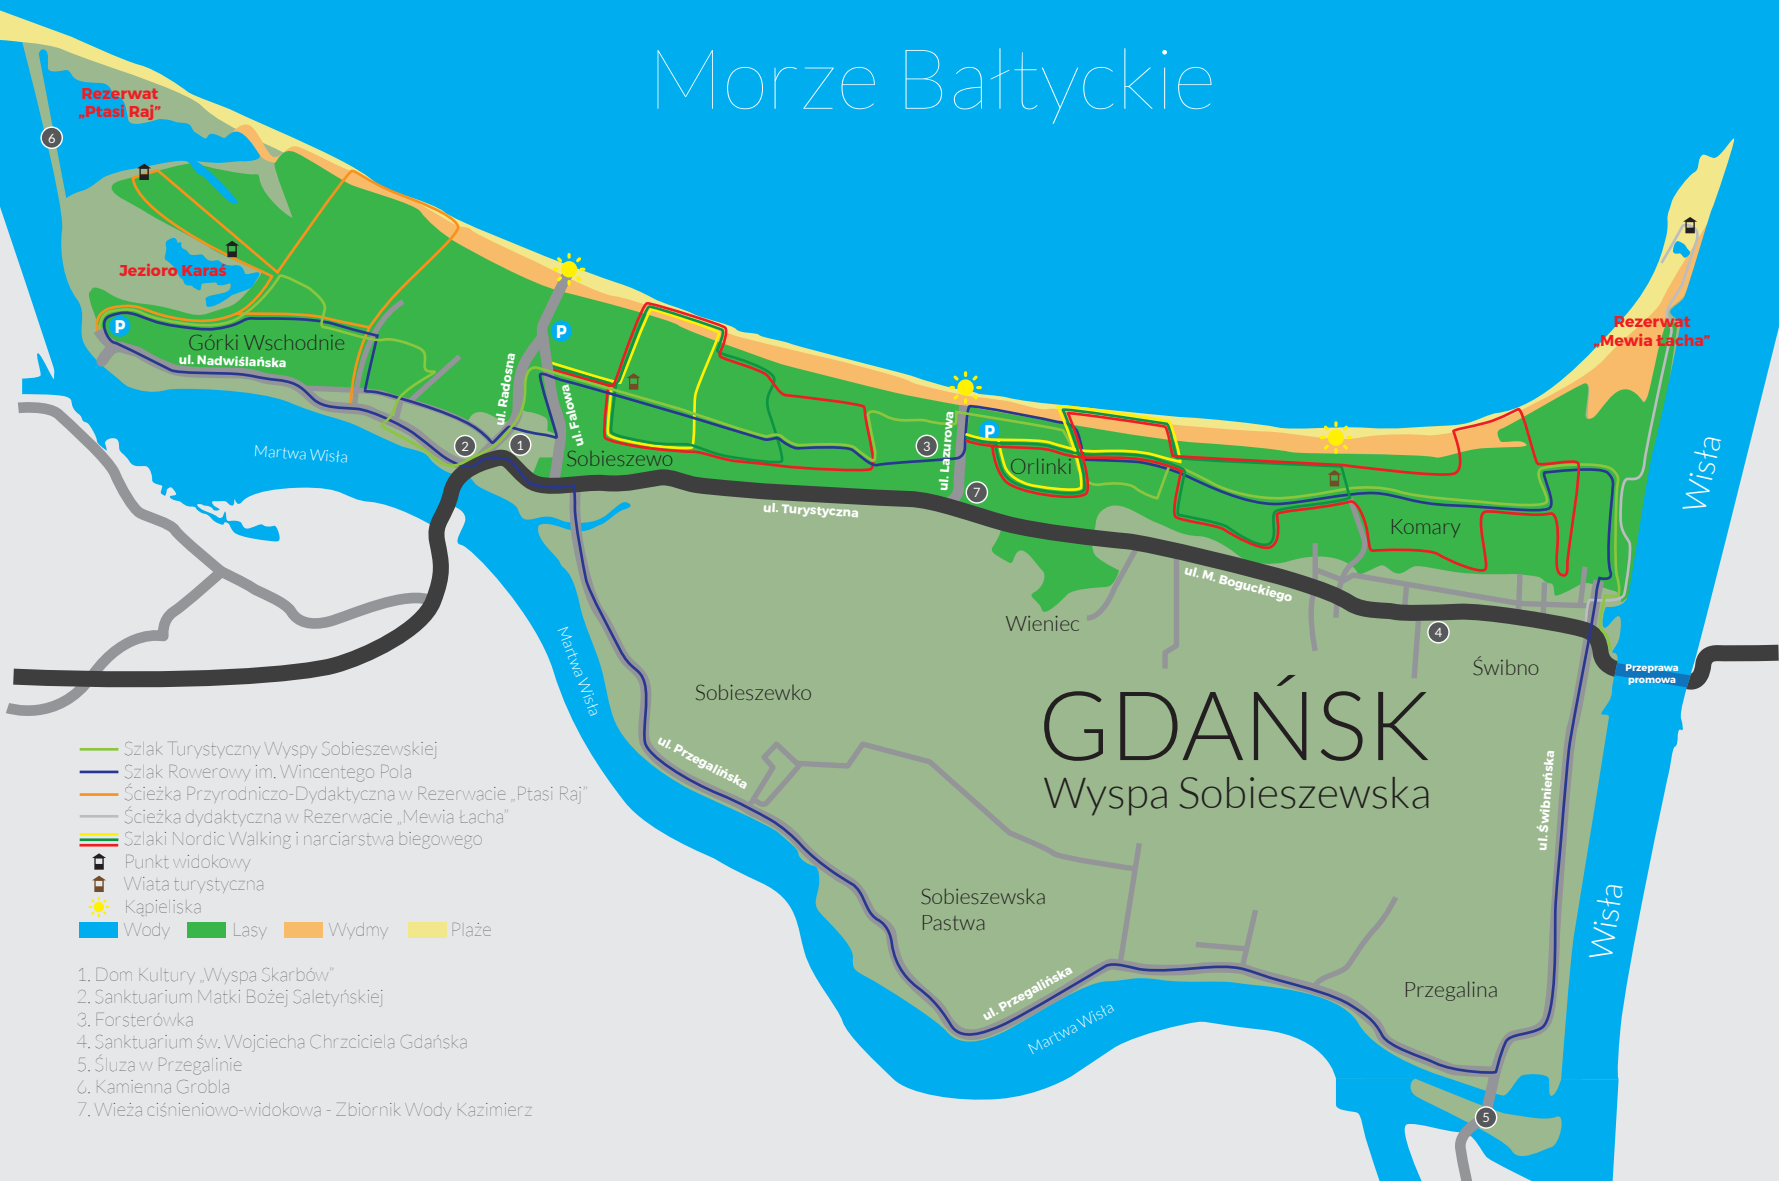 Morze Bałtyckie
Rezerwat
„Ptasi Raj”
6
Jezioro Karaś
P
Górki Wschodnie
ul. Nadwiślańska
P
ul. Radosna
ul. Falowa
2
1
Sobieszewo
Martwa Wisła
3
ul. Lazurowa
P
Orlinki
7
ul. Turystyczna
Rezerwat
„Mewia Łacha”
Wisła
Komary
ul. M. Boguckiego
Wieniec
4
Świbno
Przeprawa
promowa
Martwa Wisła
Sobieszewko
ul. Przegalińska
GDAŃSK
Wyspa Sobieszewska
ul. Świbnieńska
Sobieszewska
Pastwa
Wisła
ul. Przegalińska
Martwa Wisła
Przegalina
5
Szlak Turystyczny Wyspy Sobieszewskiej
Szlak Rowerowy im. Wincentego Pola
Ścieżka Przyrodniczo-Dydaktyczna w Rezerwacie „Ptasi Raj”
Ścieżka dydaktyczna w Rezerwacie „Mewia Łacha”
Szlaki Nordic Walking i narciarstwa biegowego
Punkt widokowy
Wiata turystyczna
Kąpieliska
Wody Lasy Wydmy Plaże
1. Dom Kultury „Wyspa Skarbów”
2. Sanktuarium Matki Bożej Saletyńskiej
3. Forsterówka
4. Sanktuarium św. Wojciecha Chrzciciela Gdańska
5. Śluza w Przegalinie
6. Kamienna Grobla
7. Wieża ciśnieniowo-widokowa - Zbiornik Wody Kazimierz